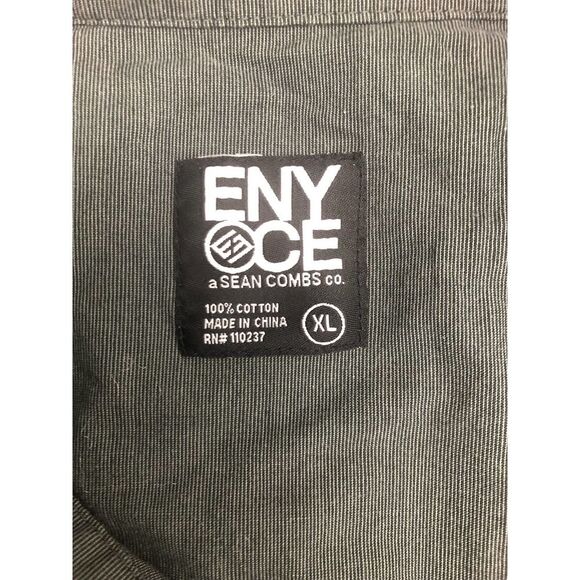 ENY
CE
a SEAN COMBS co.
100% COTTON
MADE IN CHINA
RN# 110237
XL